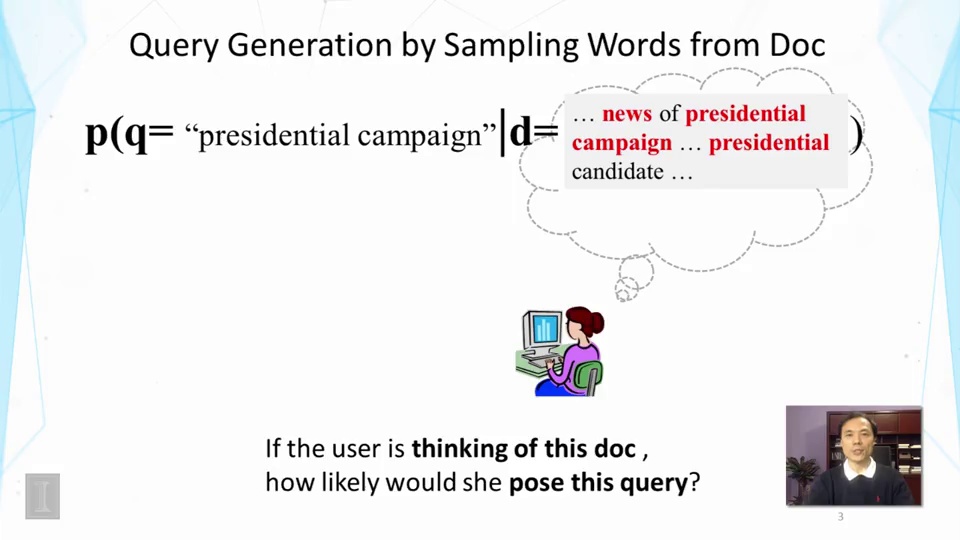 Query Generation by Sampling Words from Doc
p(q= “presidential campaign”|d=
… news of presidential
campaign … presidential
candidate …
)
If the user is thinking of this doc ,
how likely would she pose this query?
I
3